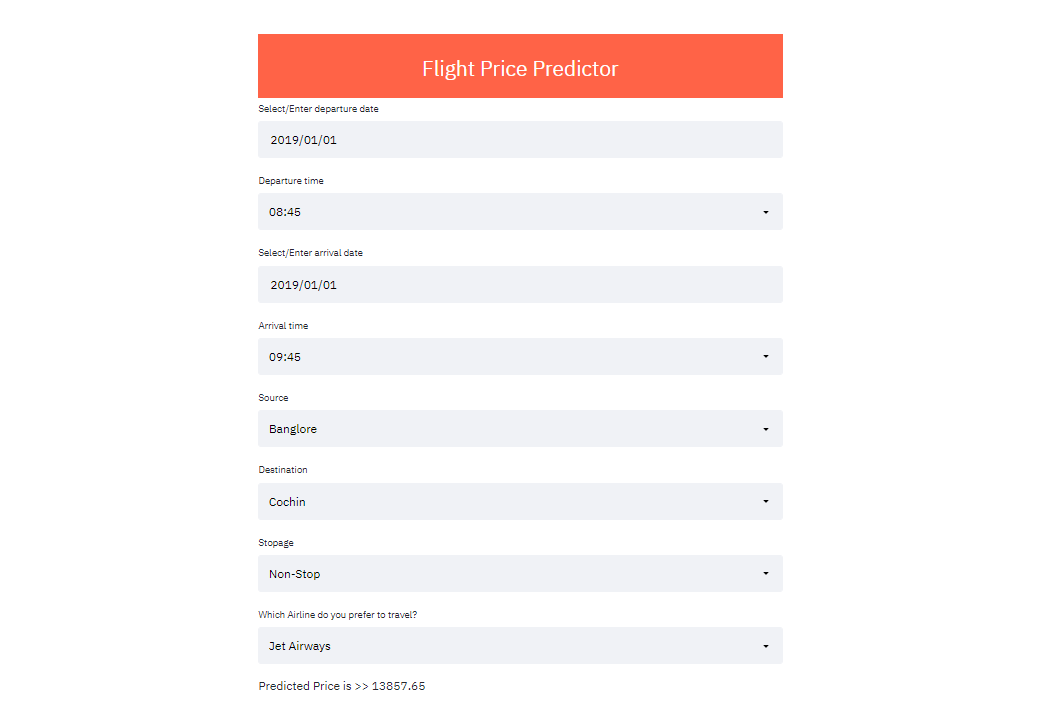 Flight Price Predictor
Select/Enter departure date
2019/01/01
Departure time
08:45
Select/Enter arrival date
2019/01/01
Arrival time
09:45
Source
Banglore
Destination
Cochin
Stopage
Non-Stop
Which Airline do you prefer to travel?
Jet Airways
Predicted Price is >> 13857.65